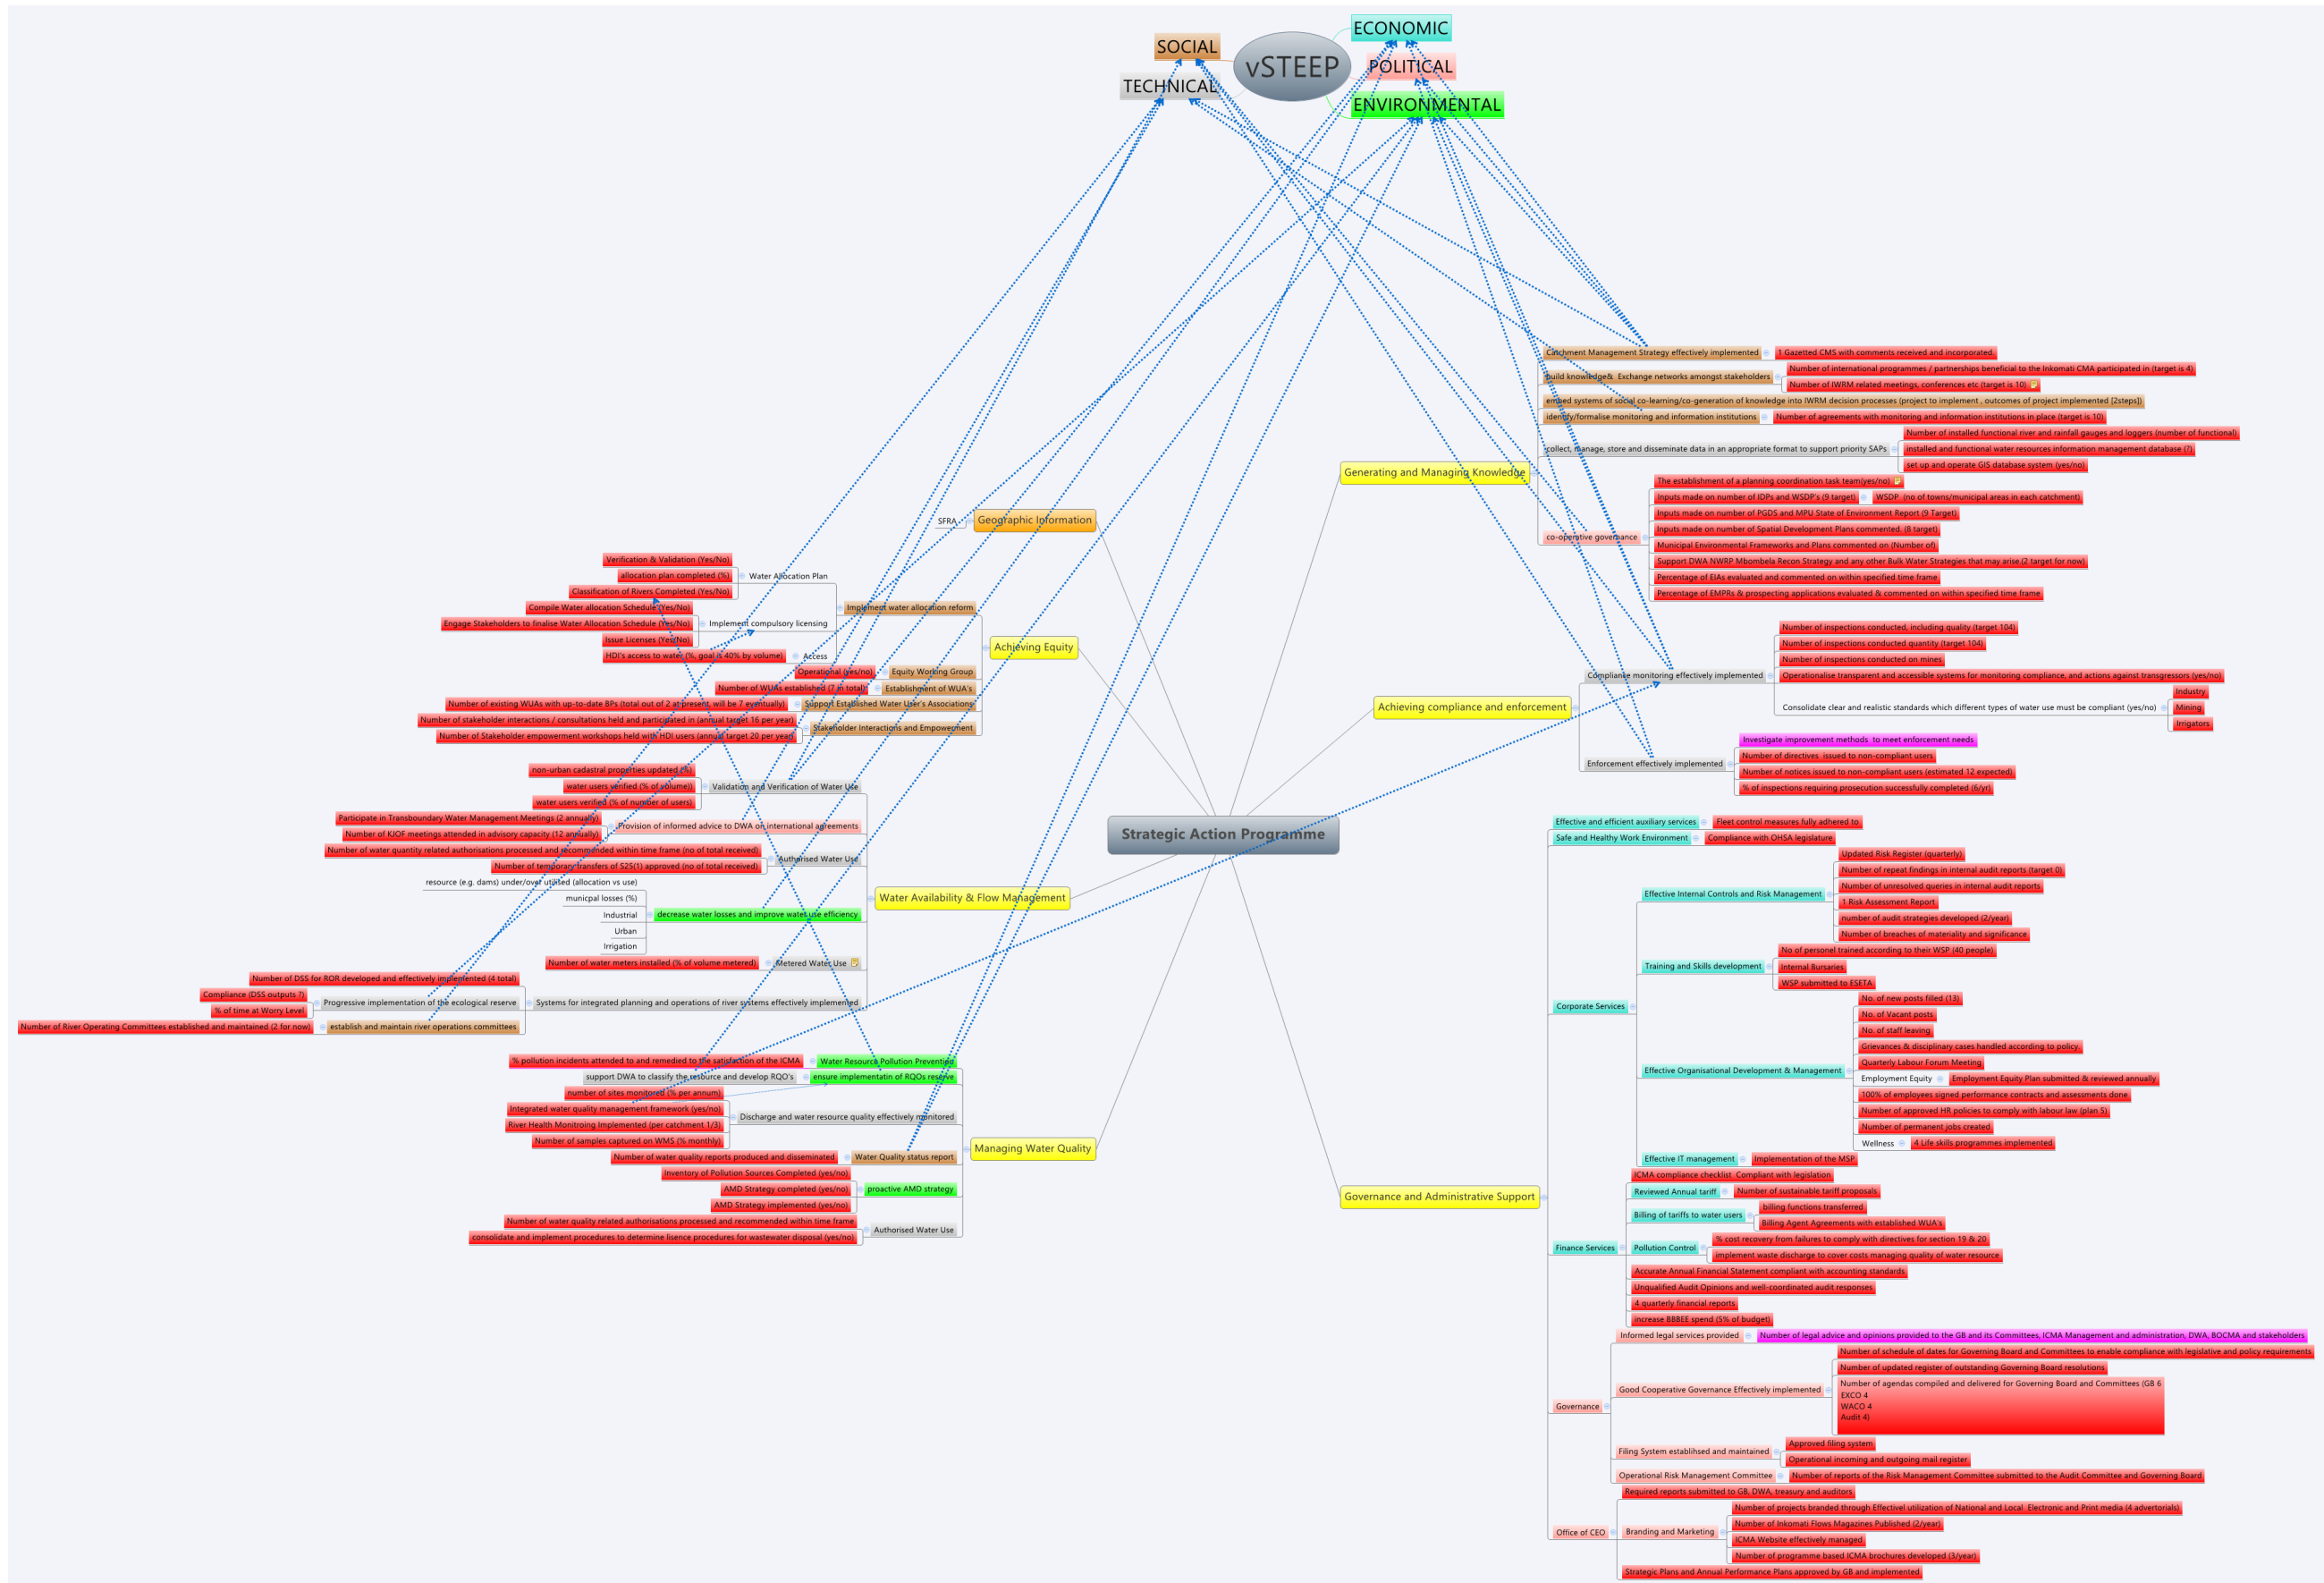 SOCIAL
TECHNICAL
vSTEEP
ECONOMIC
POLITICAL
ENVIRONMENTAL
Strategic Action Programme
Geographic Information
SFRA
Achieving Equity
Implement water allocation reform
Water Allocation Plan
Verification & Validation (Yes/No)
allocation plan completed (%)
Classification of Rivers Completed (Yes/No)
Implement compulsory licensing
Compile Water allocation Schedule (Yes/No)
Engage Stakeholders to finalise Water Allocation Schedule (Yes/No)
Issue Licenses (Yes/No)
Access
HDI's access to water (%, goal is 40% by volume)
Equity Working Group
Operational (yes/no)
Establishment of WUA's
Number of WUAs established (7 in total)
Support Established Water User's Associations
Number of existing WUAs with up-to-date BPs (total out of 2 at present, will be 7 eventually)
Stakeholder Interactions and Empowerment
Number of stakeholder interactions / consultations held and participated in (annual target 16 per year)
Number of Stakeholder empowerment workshops held with HDI users (annual target 20 per year)
Water Availability & Flow Management
Validation and Verification of Water Use
non-urban cadastral properties updated (%)
water users verified (% of volume))
water users verified (% of number of users)
Provision of informed advice to DWA on international agreements
Participate in Transboundary Water Management Meetings (2 annually)
Number of KJOF meetings attended in advisory capacity (12 annually)
Authorised Water Use
Number of water quantity related authorisations processed and recommended within time frame (no of total received)
Number of temporary transfers of S25(1) approved (no of total received)
decrease water losses and improve water use efficiency
resource (e.g. dams) under/over utilised (allocation vs use)
municpal losses (%)
Industrial
Urban
Irrigation
Metered Water Use
Number of water meters installed (% of volume metered)
Systems for integrated planning and operations of river systems effectively implemented
Number of DSS for ROR developed and effectively implemented (4 total)
Progressive implementation of the ecological reserve
Compliance (DSS outputs ?)
% of time at Worry Level
establish and maintain river operations committees
Number of River Operating Committees established and maintained (2 for now)
Managing Water Quality
Water Resource Pollution Prevention
% pollution incidents attended to and remedied to the satisfaction of the ICMA
ensure implementatin of RQOs reserve
support DWA to classify the resource and develop RQO's
Discharge and water resource quality effectively monitored
number of sites monitored (% per annum)
Integrated water quality management framework (yes/no)
River Health Monitroing Implemented (per catchment 1/3)
Number of samples captured on WMS (% monthly)
Water Quality status report
Number of water quality reports produced and disseminated
proactive AMD strategy
Inventory of Pollution Sources Completed (yes/no)
AMD Strategy completed (yes/no)
AMD Strategy implemented (yes/no)
Authorised Water Use
Number of water quality related authorisations processed and recommended within time frame
consolidate and implement procedures to determine lisence procedures for wastewater disposal (yes/no)
Generating and Managing Knowledge
Catchment Management Strategy effectively implemented
1 Gazetted CMS with comments received and incorporated.
build knowledge& Exchange networks amongst stakeholders
Number of international programmes / partnerships beneficial to the Inkomati CMA participated in (target is 4)
Number of IWRM related meetings, conferences etc (target is 10)
embed systems of social co-learning/co-generation of knowledge into IWRM decision processes (project to implement , outcomes of project implemented [2steps])
identify/formalise monitoring and information institutions
Number of agreements with monitoring and information institutions in place (target is 10)
collect, manage, store and disseminate data in an appropriate format to support priority SAPs
Number of installed functional river and rainfall gauges and loggers (number of functional)
installed and functional water resources information management database (?)
set up and operate GIS database system (yes/no)
co-operative governance
The establishment of a planning coordination task team(yes/no)
Inputs made on number of IDPs and WSDP's (9 target)
WSDP (no of towns/municipal areas in each catchment)
Inputs made on number of PGDS and MPU State of Environment Report (9 Target)
Inputs made on number of Spatial Development Plans commented. (8 target)
Municipal Environmental Frameworks and Plans commented on (Number of)
Support DWA NWRP Mbombela Recon Strategy and any other Bulk Water Strategies that may arise.(2 target for now)
Percentage of EIAs evaluated and commented on within specified time frame
Percentage of EMPRs & prospecting applications evaluated & commented on within specified time frame
Achieving compliance and enforcement
Compliance monitoring effectively implemented
Number of inspections conducted, including quality (target 104)
Number of inspections conducted quantity (target 104)
Number of inspections conducted on mines
Operationalise transparent and accessible systems for monitoring compliance, and actions against transgressors (yes/no)
Consolidate clear and realistic standards which different types of water use must be compliant (yes/no)
Industry
Mining
Irrigators
Enforcement effectively implemented
Investigate improvement methods to meet enforcement needs
Number of directives issued to non-compliant users
Number of notices issued to non-compliant users (estimated 12 expected)
% of inspections requiring prosecution successfully completed (6/yr)
Governance and Administrative Support
Effective and efficient auxiliary services
Fleet control measures fully adhered to
Safe and Healthy Work Environment
Compliance with OHSA legislature
Corporate Services
Effective Internal Controls and Risk Management
Updated Risk Register (quarterly)
Number of repeat findings in internal audit reports (target 0)
Number of unresolved queries in internal audit reports
1 Risk Assessment Report
number of audit strategies developed (2/year)
Number of breaches of materiality and significance
Training and Skills development
No of personel trained according to their WSP (40 people)
Internal Bursaries
WSP submitted to ESETA
Effective Organisational Development & Management
No. of new posts filled (13)
No. of Vacant posts
No. of staff leaving
Grievances & disciplinary cases handled according to policy.
Quarterly Labour Forum Meeting
Employment Equity
Employment Equity Plan submitted & reviewed annually
100% of employees signed performance contracts and assessments done
Number of approved HR policies to comply with labour law (plan 5)
Number of permanent jobs created
Wellness
4 Life skills programmes implemented
Effective IT management
Implementation of the MSP
Finance Services
ICMA compliance checklist Compliant with legislation
Reviewed Annual tariff
Number of sustainable tariff proposals
Billing of tariffs to water users
billing functions transferred
Billing Agent Agreements with established WUA's
Pollution Control
% cost recovery from failures to comply with directives for section 19 & 20
implement waste discharge to cover costs managing quality of water resource
Accurate Annual Financial Statement compliant with accounting standards
Unqualified Audit Opinions and well-coordinated audit responses
4 quarterly financial reports
increase BBBEE spend (5% of budget)
Governance
Informed legal services provided
Number of legal advice and opinions provided to the GB and its Committees, ICMA Management and administration, DWA, BOCMA and stakeholders
Good Cooperative Governance Effectively implemented
Number of schedule of dates for Governing Board and Committees to enable compliance with legislative and policy requirements
Number of updated register of outstanding Governing Board resolutions
Number of agendas compiled and delivered for Governing Board and Committees (GB 6
EXCO 4
WACO 4
Audit 4)
Filing System establihsed and maintained
Approved filing system
Operational incoming and outgoing mail register
Operational Risk Management Committee
Number of reports of the Risk Management Committee submitted to the Audit Committee and Governing Board
Office of CEO
Required reports submitted to GB, DWA, treasury and auditors
Branding and Marketing
Number of projects branded through Effectivel utilization of National and Local Electronic and Print media (4 advertorials)
Number of Inkomati Flows Magazines Published (2/year)
ICMA Website effectively managed
Number of programme based ICMA brochures developed (3/year)
Strategic Plans and Annual Performance Plans approved by GB and implemented